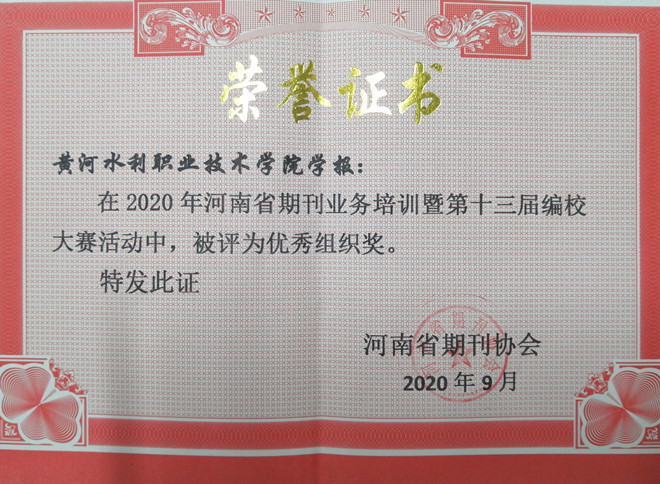 荣誉证书
黄河水利职业技术学院学报：
在2020年河南省期刊业务培训暨第十三届编校
大赛活动中，被评为优秀组织奖。
特发此证
河南省期刊协会
2020年9月